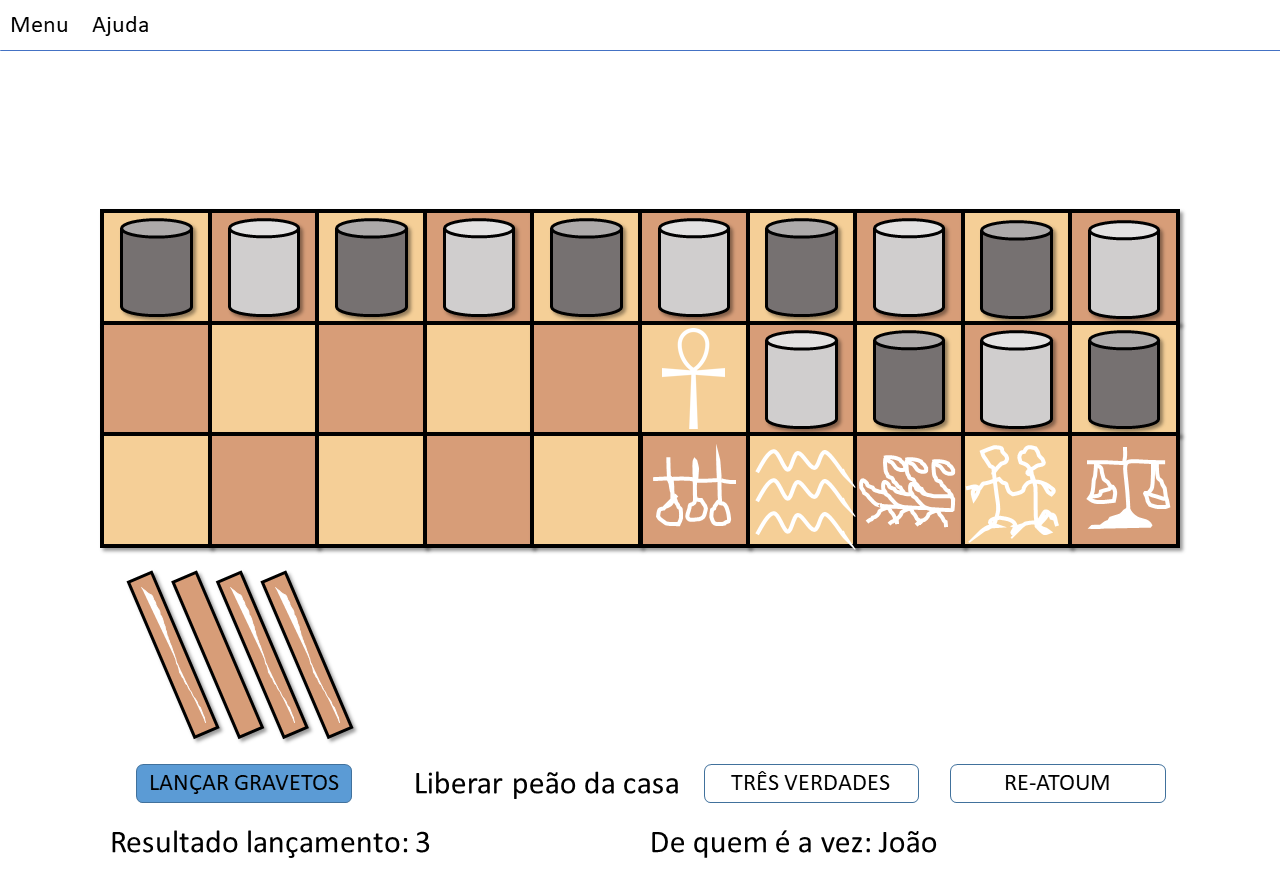 Menu Ajuda
LANÇAR GRAVETOS Liberar peão da casa TRÊS VERDADES RE-ATOUM
Resultado lançamento: 3 De quem é a vez: João